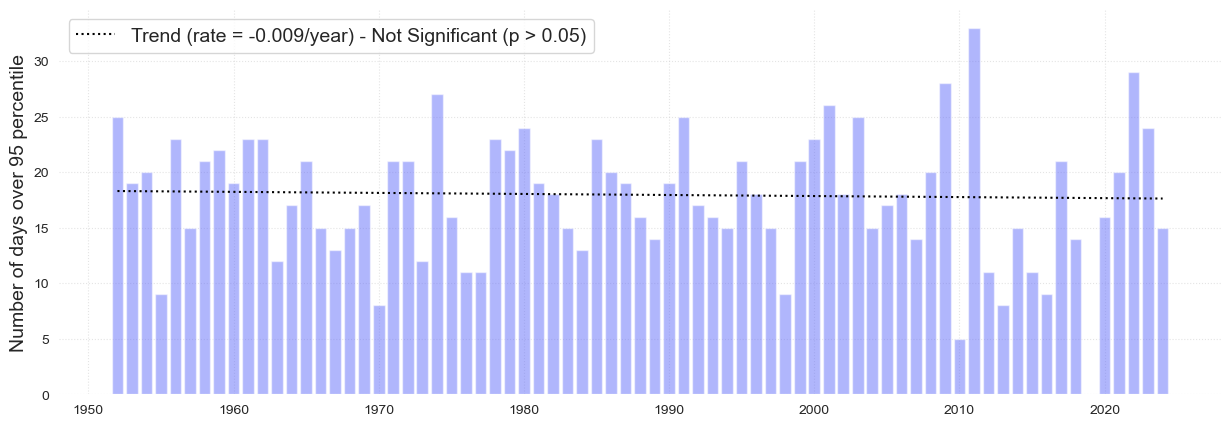 Trend (rate = -0.009/year) - Not Significant (p > 0.05)
Number of days over 95 percentile
30
25
20
15
10
5
0
1950 1960 1970 1980 1990 2000 2010 2020